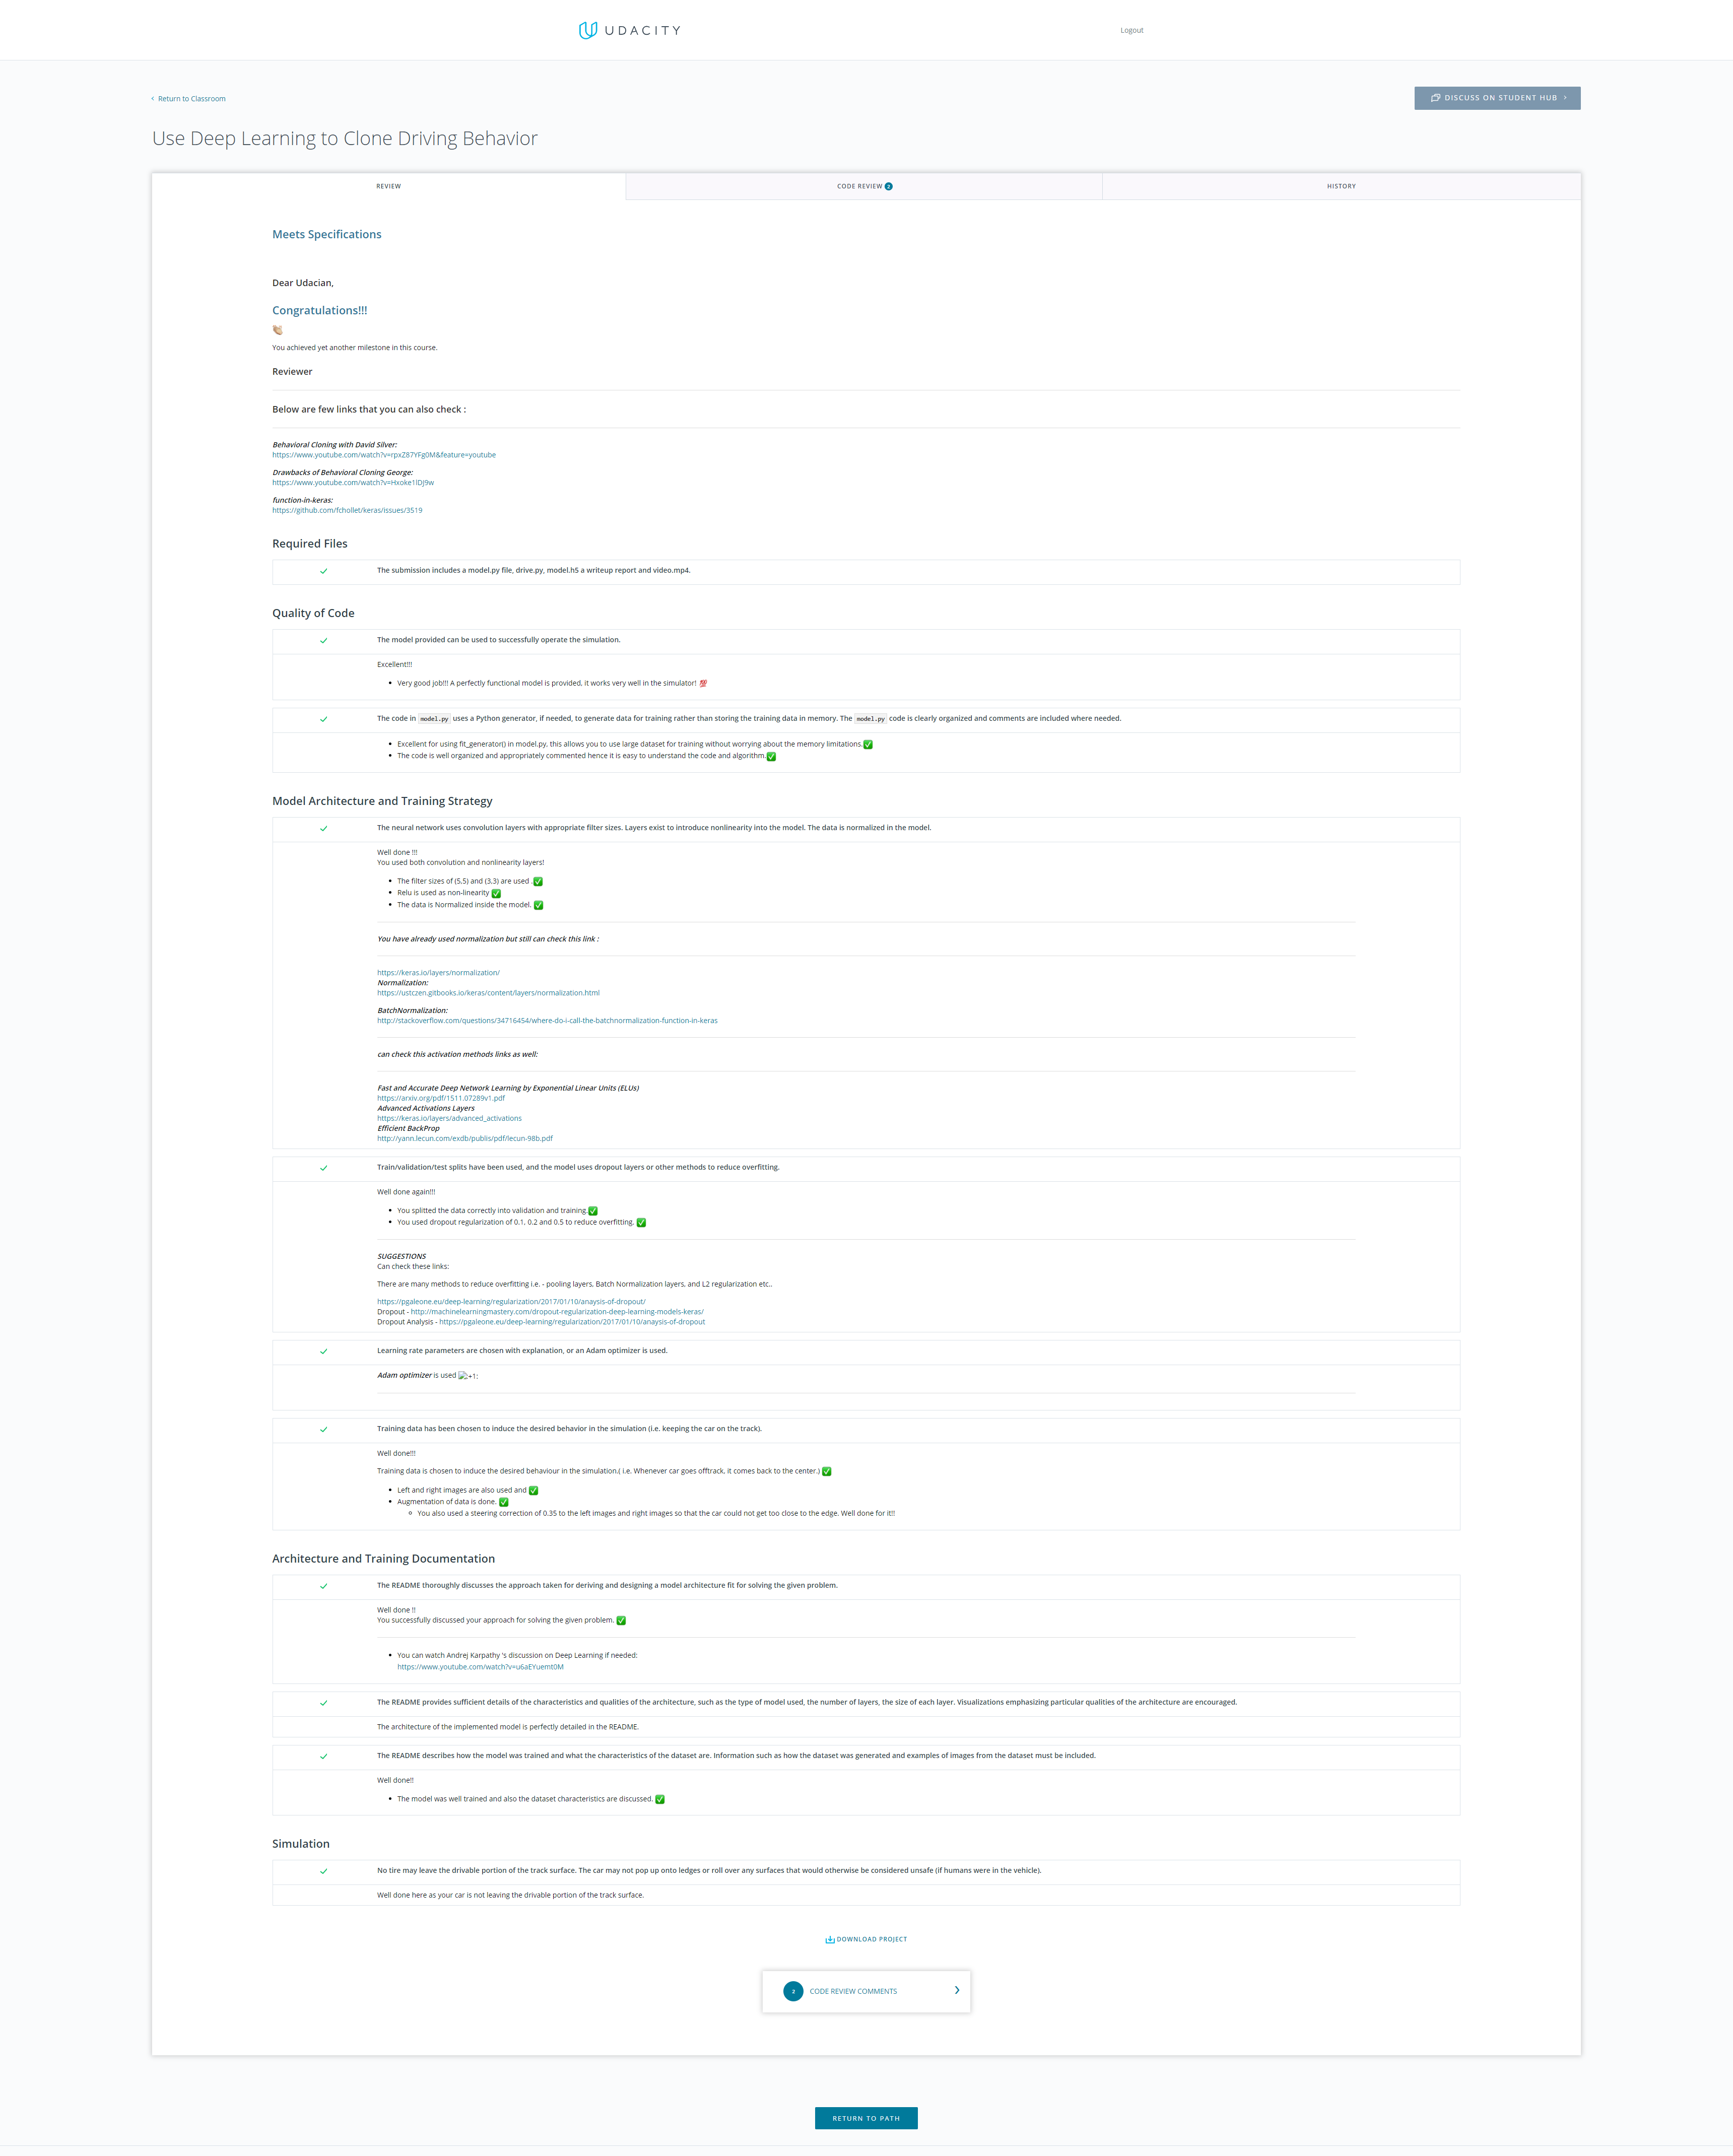 UDACITY
Logout
Return to Classroom
DISCUSS ON STUDENT HUB
Use Deep Learning to Clone Driving Behavior
REVIEW
CODE REVIEW 2
HISTORY
Meets Specifications
Dear Udacian,
Congratulations!!!
You achieved yet another milestone in this course.
Reviewer
Below are few links that you can also check :
Behavioral Cloning with David Silver:
https://www.youtube.com/watch?v=rpxZ87YFg0M&feature=youtube
Drawbacks of Behavioral Cloning George:
https://www.youtube.com/watch?v=Hxoke1lDJ9w
function-in-keras:
https://github.com/fchollet/keras/issues/3519
Required Files
The submission includes a model.py file, drive.py, model.h5 a writeup report and video.mp4.
Quality of Code
The model provided can be used to successfully operate the simulation.
Excellent!!!
Very good job!!! A perfectly functional model is provided, it works very well in the simulator! 💯
The code in model.py uses a Python generator, if needed, to generate data for training rather than storing the training data in memory. The model.py code is clearly organized and comments are included where needed.
Excellent for using fit_generator() in model.py, this allows you to use large dataset for training without worrying about the memory limitations.✅
The code is well organized and appropriately commented hence it is easy to understand the code and algorithm.✅
Model Architecture and Training Strategy
The neural network uses convolution layers with appropriate filter sizes. Layers exist to introduce nonlinearity into the model. The data is normalized in the model.
Well done !!!
You used both convolution and nonlinearity layers!
The filter sizes of (5,5) and (3,3) are used .✅
Relu is used as non-linearity ✅
The data is Normalized inside the model. ✅
You have already used normalization but still can check this link :
https://keras.io/layers/normalization/
Normalization:
https://ustczen.gitbooks.io/keras/content/layers/normalization.html
BatchNormalization:
http://stackoverflow.com/questions/34716454/where-do-i-call-the-batchnormalization-function-in-keras
can check this activation methods links as well:
Fast and Accurate Deep Network Learning by Exponential Linear Units (ELUs)
https://arxiv.org/pdf/1511.07289v1.pdf
Advanced Activations Layers
https://keras.io/layers/advanced_activations
Efficient BackProp
http://yann.lecun.com/exdb/publis/pdf/lecun-98b.pdf
Train/validation/test splits have been used, and the model uses dropout layers or other methods to reduce overfitting.
Well done again!!!
You splitted the data correctly into validation and training.✅
You used dropout regularization of 0.1, 0.2 and 0.5 to reduce overfitting. ✅
SUGGESTIONS
Can check these links:
There are many methods to reduce overfitting i.e. - pooling layers, Batch Normalization layers, and L2 regularization etc..
https://pgaleone.eu/deep-learning/regularization/2017/01/10/anaysis-of-dropout/
Dropout - http://machinelearningmastery.com/dropout-regularization-deep-learning-models-keras/
Dropout Analysis - https://pgaleone.eu/deep-learning/regularization/2017/01/10/anaysis-of-dropout
Learning rate parameters are chosen with explanation, or an Adam optimizer is used.
Adam optimizer is used :+1:
Training data has been chosen to induce the desired behavior in the simulation (i.e. keeping the car on the track).
Well done!!!
Training data is chosen to induce the desired behaviour in the simulation.( i.e. Whenever car goes offtrack, it comes back to the center.) ✅
Left and right images are also used and ✅
Augmentation of data is done. ✅
You also used a steering correction of 0.35 to the left images and right images so that the car could not get too close to the edge. Well done for it!!
Architecture and Training Documentation
The README thoroughly discusses the approach taken for deriving and designing a model architecture fit for solving the given problem.
Well done !!
You successfully discussed your approach for solving the given problem. ✅
You can watch Andrej Karpathy 's discussion on Deep Learning if needed:
https://www.youtube.com/watch?v=u6aEYuemt0M
The README provides sufficient details of the characteristics and qualities of the architecture, such as the type of model used, the number of layers, the size of each layer. Visualizations emphasizing particular qualities of the architecture are encouraged.
The architecture of the implemented model is perfectly detailed in the README.
The README describes how the model was trained and what the characteristics of the dataset are. Information such as how the dataset was generated and examples of images from the dataset must be included.
Well done!!
The model was well trained and also the dataset characteristics are discussed. ✅
Simulation
No tire may leave the drivable portion of the track surface. The car may not pop up onto ledges or roll over any surfaces that would otherwise be considered unsafe (if humans were in the vehicle).
Well done here as your car is not leaving the drivable portion of the track surface.
DOWNLOAD PROJECT
2 CODE REVIEW COMMENTS
RETURN TO PATH